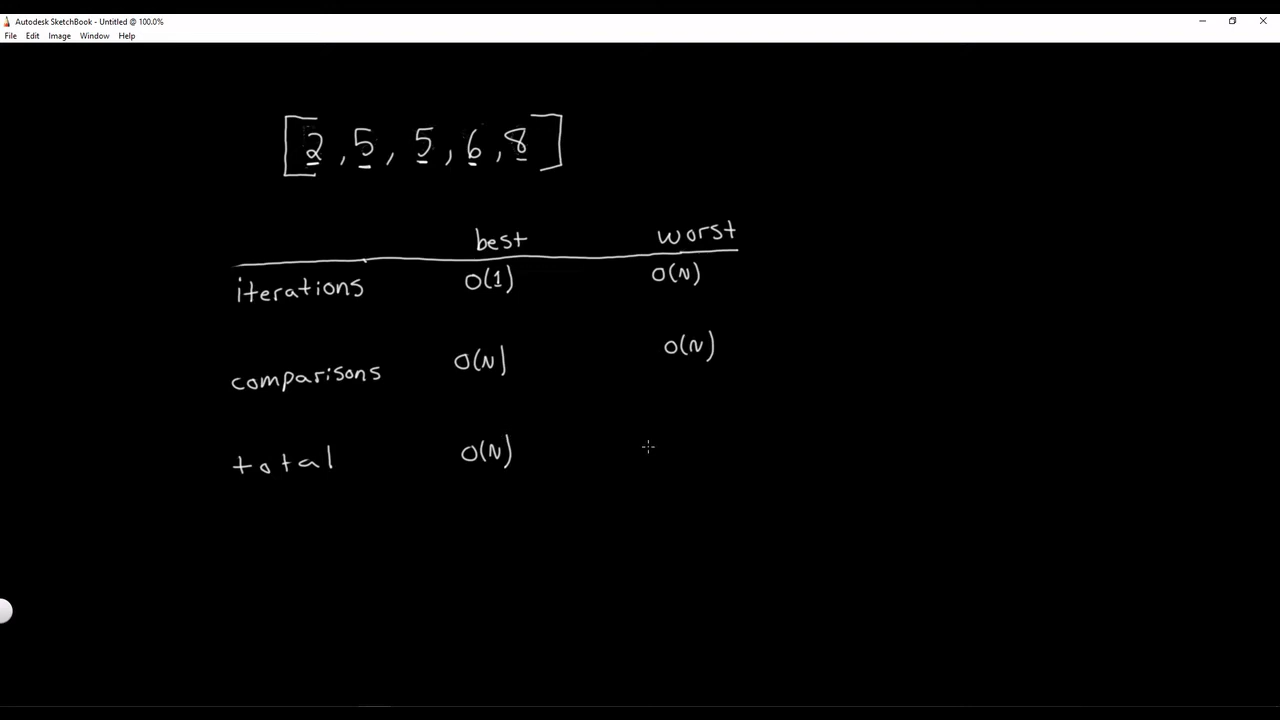 Autodesk SketchBook - Untitled @ 100.0%
File Edit Image Window Help
[2, 5, 5, 6, 8]
best worst
iterations O(1) O(N)
comparisons O(N) O(N)
total O(N)